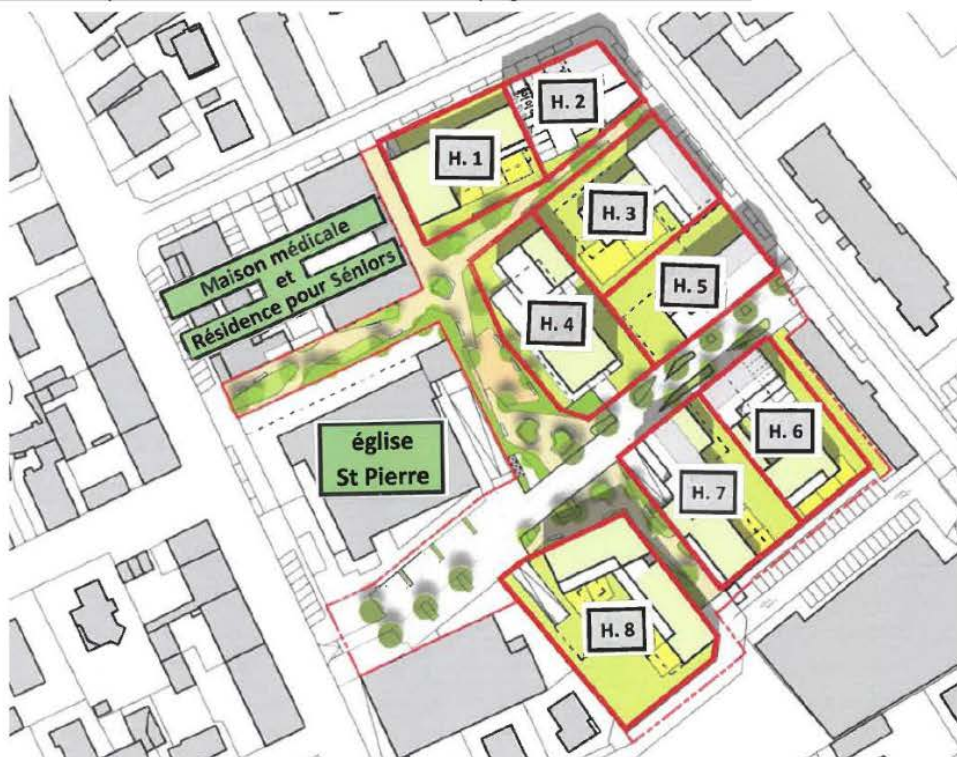 H. 2
H. 1
H. 3
Maison médicale
et
Résidence pour Séniors
H. 5
H. 4
église
St Pierre
H. 6
H. 7
H. 8